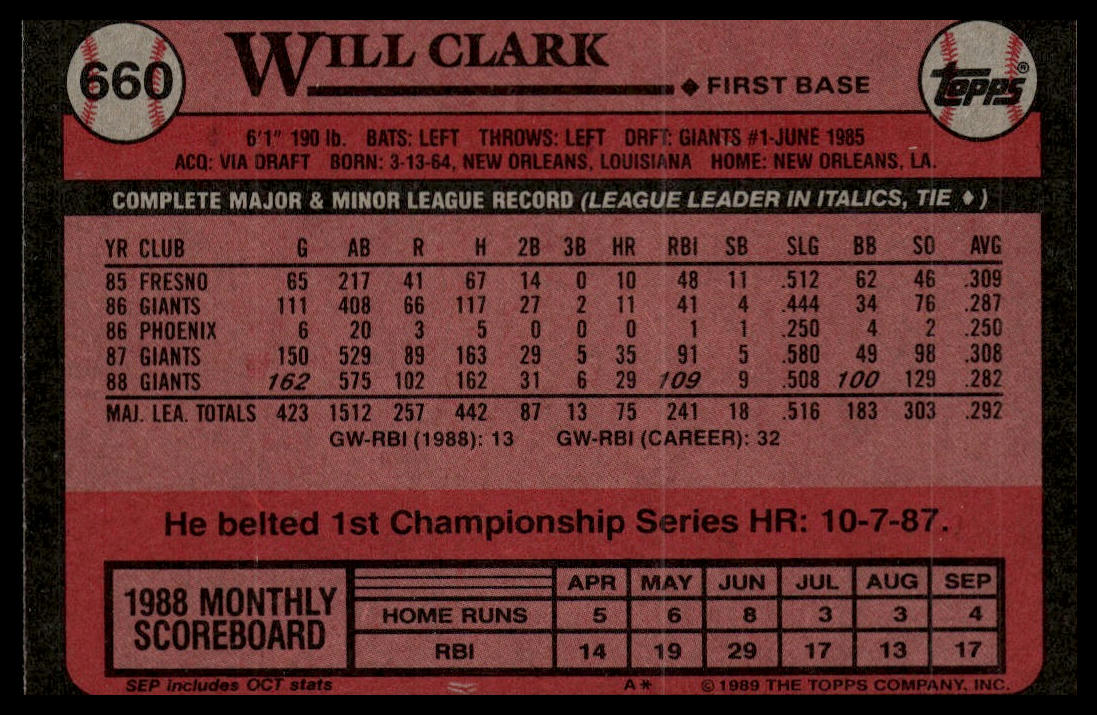 660
WILL CLARK
◆ FIRST BASE
TOPPS®
6'1" 190 lb. BATS: LEFT THROWS: LEFT DRFT: GIANTS #1-JUNE 1985
ACQ: VIA DRAFT BORN: 3-13-64, NEW ORLEANS, LOUISIANA HOME: NEW ORLEANS, LA.
COMPLETE MAJOR & MINOR LEAGUE RECORD (LEAGUE LEADER IN ITALICS, TIE ♦)
YR CLUB G AB R H 2B 3B HR RBI SB SLG BB SO AVG
85 FRESNO 65 217 41 67 14 0 10 48 11 .512 62 46 .309
86 GIANTS 111 408 66 117 27 2 11 41 4 .444 34 76 .287
86 PHOENIX 6 20 3 5 0 0 0 1 1 .250 4 2 .250
87 GIANTS 150 529 89 163 29 5 35 91 5 .580 49 98 .308
88 GIANTS 162 575 102 162 31 6 29 109 9 .508 100 129 .282
MAJ. LEA. TOTALS 423 1512 257 442 87 13 75 241 18 .516 183 303 .292
GW-RBI (1988): 13 GW-RBI (CAREER): 32
He belted 1st Championship Series HR: 10-7-87.
1988 MONTHLY
SCOREBOARD
APR MAY JUN JUL AUG SEP
HOME RUNS 5 6 8 3 3 4
RBI 14 19 29 17 13 17
SEP includes OCT stats A* © 1989 THE TOPPS COMPANY, INC.